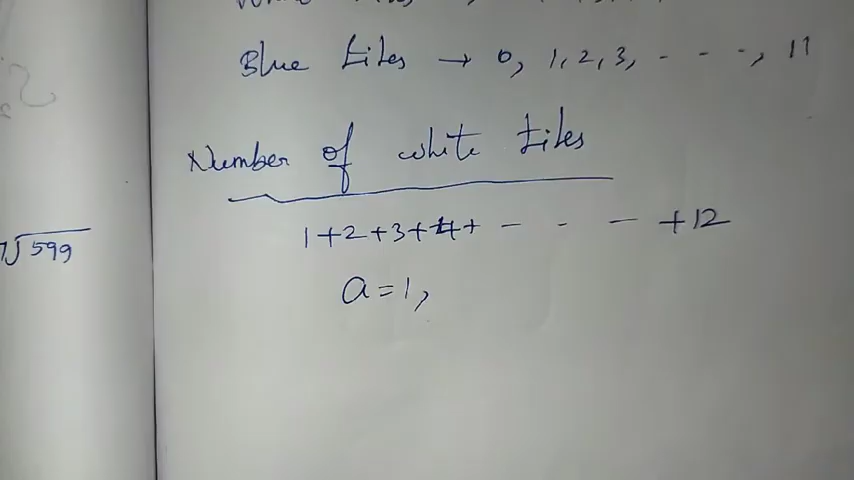 Blue tiles → 0, 1, 2, 3, - - -, 11
Number of white tiles
1+2+3+4+ - - - +12
a=1,
7√599